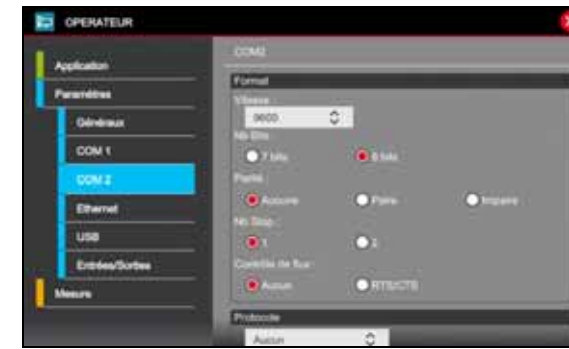 OPERATEUR
Application
Paramètres
Généraux
COM 1
COM 2
Ethernet
USB
Entrées/Sorties
Mesure
COM2
Format
Vitesse :
9600
Nb Bits :
7 bits 8 bits
Parité :
Aucune Paire Impaire
Nb Stop :
1 2
Contrôle de flux :
Aucun RTS/CTS
Protocole
Aucun